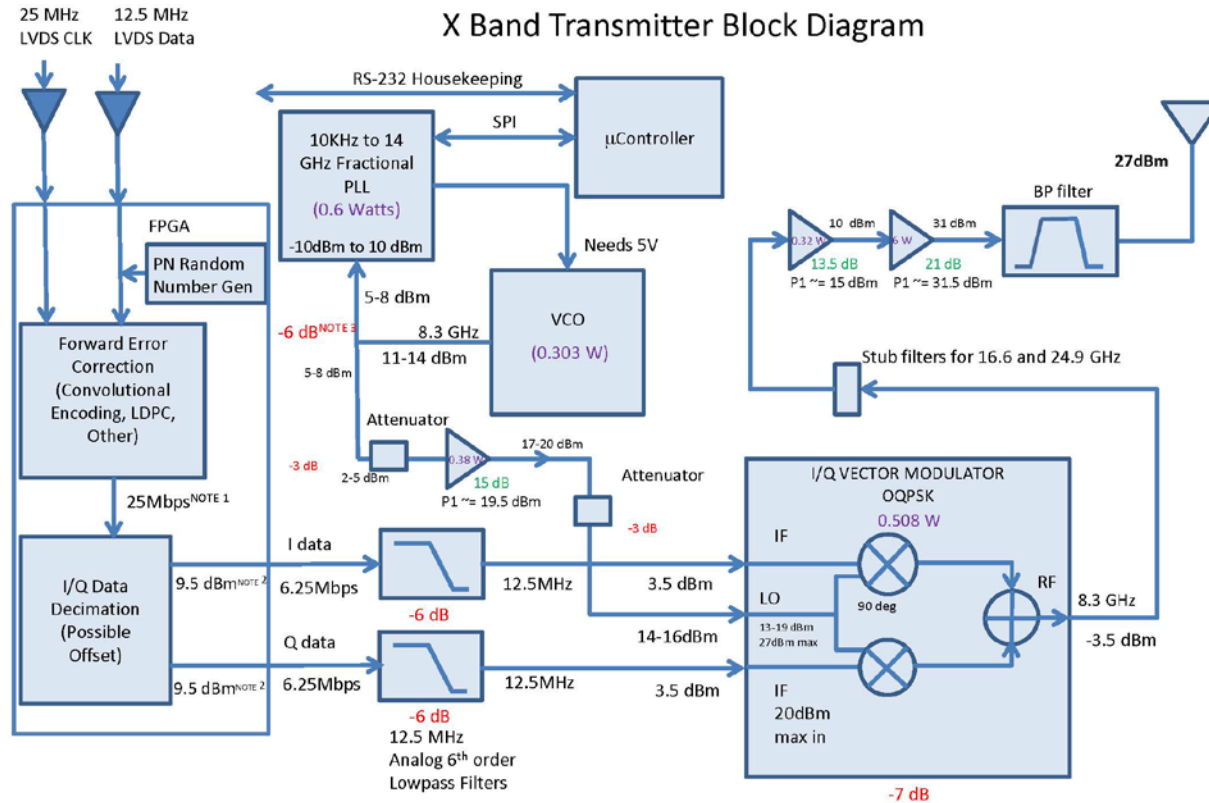 X Band Transmitter Block Diagram
25 MHz
LVDS CLK
12.5 MHz
LVDS Data
RS-232 Housekeeping
SPI
μController
10KHz to 14
GHz Fractional
PLL
(0.6 Watts)
-10dBm to 10 dBm
Needs 5V
FPGA
PN Random
Number Gen
Forward Error
Correction
(Convolutional
Encoding, LDPC,
Other)
25Mbps NOTE 1
I/Q Data
Decimation
(Possible
Offset)
5-8 dBm
-6 dB NOTE 3
8.3 GHz
11-14 dBm
VCO
(0.303 W)
5-8 dBm
Attenuator
-3 dB
2-5 dBm
0.38 W
15 dB
P1 ~= 19.5 dBm
17-20 dBm
Attenuator
-3 dB
I data
9.5 dBm NOTE 2
6.25Mbps
-6 dB
12.5MHz
3.5 dBm
14-16dBm
Q data
9.5 dBm NOTE 2
6.25Mbps
-6 dB
12.5MHz
3.5 dBm
12.5 MHz
Analog 6th order
Lowpass Filters
I/Q VECTOR MODULATOR
OQPSK
0.508 W
IF
LO
13-19 dBm
27dBm max
90 deg
IF
20dBm
max in
RF
-7 dB
8.3 GHz
-3.5 dBm
Stub filters for 16.6 and 24.9 GHz
0.32 W
10 dBm
13.5 dB
P1 ~= 15 dBm
6 W
31 dBm
21 dB
P1 ~= 31.5 dBm
BP filter
27dBm